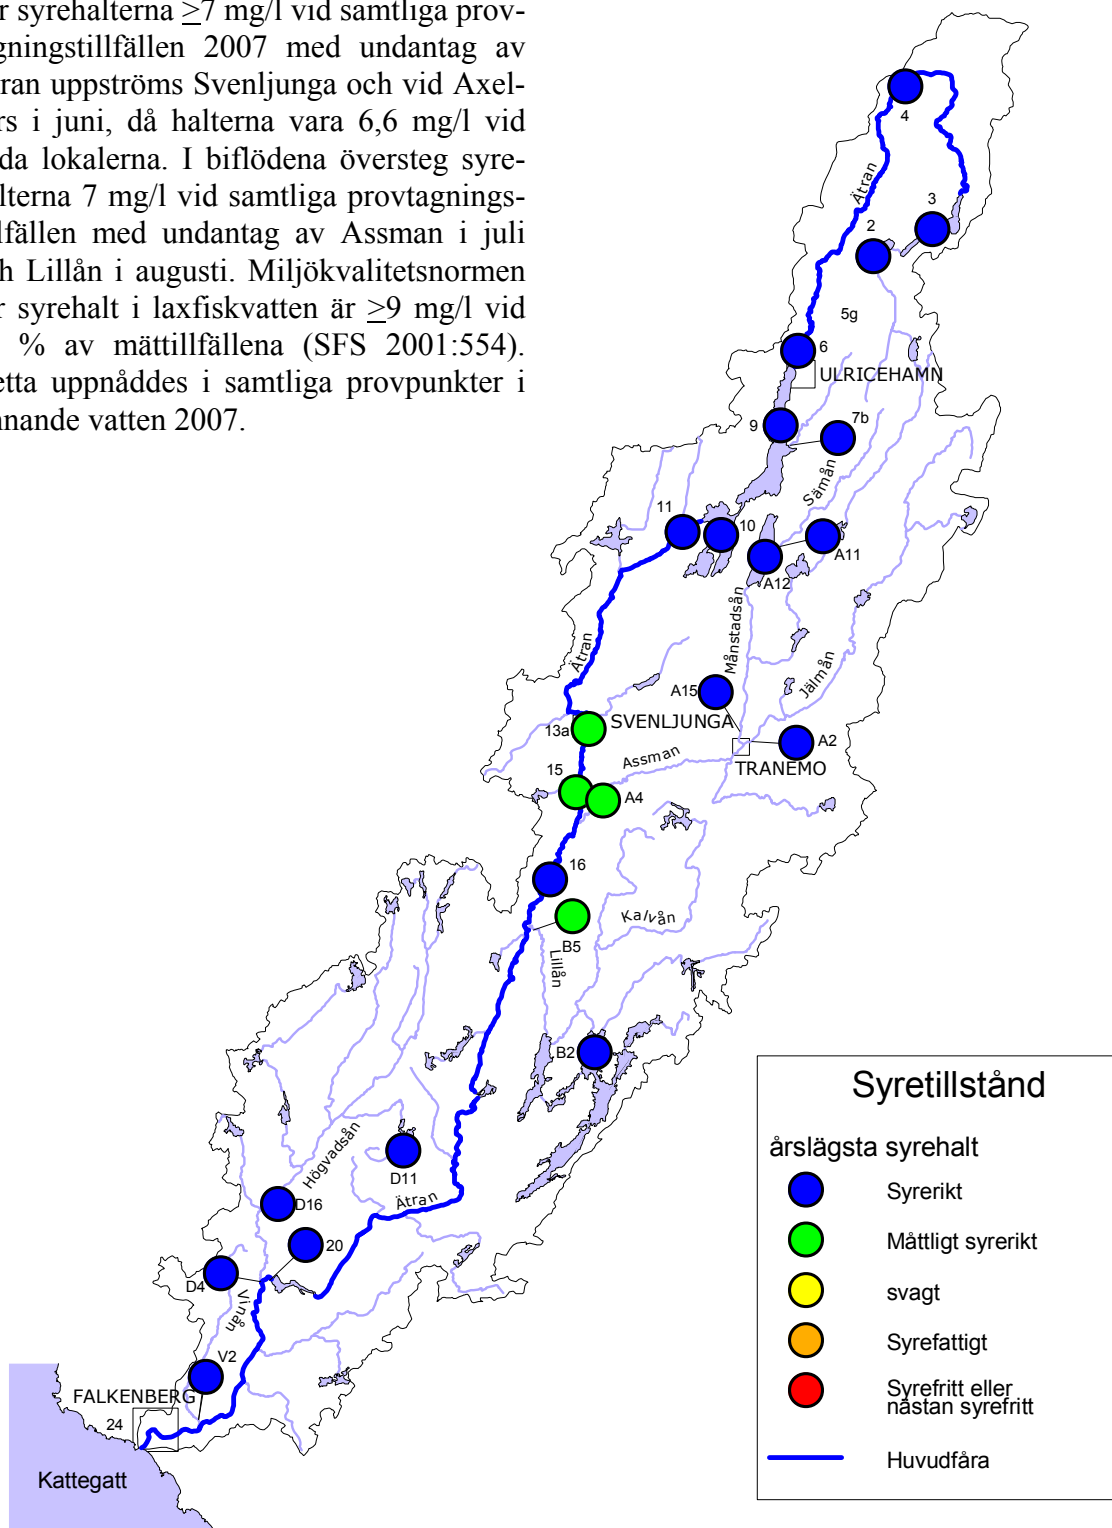 r syrehalterna ≥7 mg/l vid samtliga prov-
gningstillfällen 2007 med undantag av
ran uppströms Svenljunga och vid Axel-
rs i juni, då halterna vara 6,6 mg/l vid
da lokalerna. I biflödena översteg syre-
lterna 7 mg/l vid samtliga provtagnings-
lfällen med undantag av Assman i juli
h Lillån i augusti. Miljökvalitetsnormen
r syrehalt i laxfiskvatten är ≥9 mg/l vid
% av mättillfällena (SFS 2001:554).
etta uppnåddes i samtliga provpunkter i
nnande vatten 2007.
4
Ätran
3
2
5g
6
ULRICEHAMN
9
7b
Sämån
11
10
A11
A12
Månstadsån
Ätran
Jälmån
A15
SVENLJUNGA
13a
A2
Assman
TRANEMO
15
A4
16
Kalvån
B5
Lillån
B2
Högvadsån
D11
Ätran
D16
20
D4
Vinån
V2
FALKENBERG
24
Kattegatt
Syretillstånd
årslägsta syrehalt
Syrerikt
Måttligt syrerikt
svagt
Syrefattigt
Syrefritt eller
nästan syrefritt
Huvudfåra